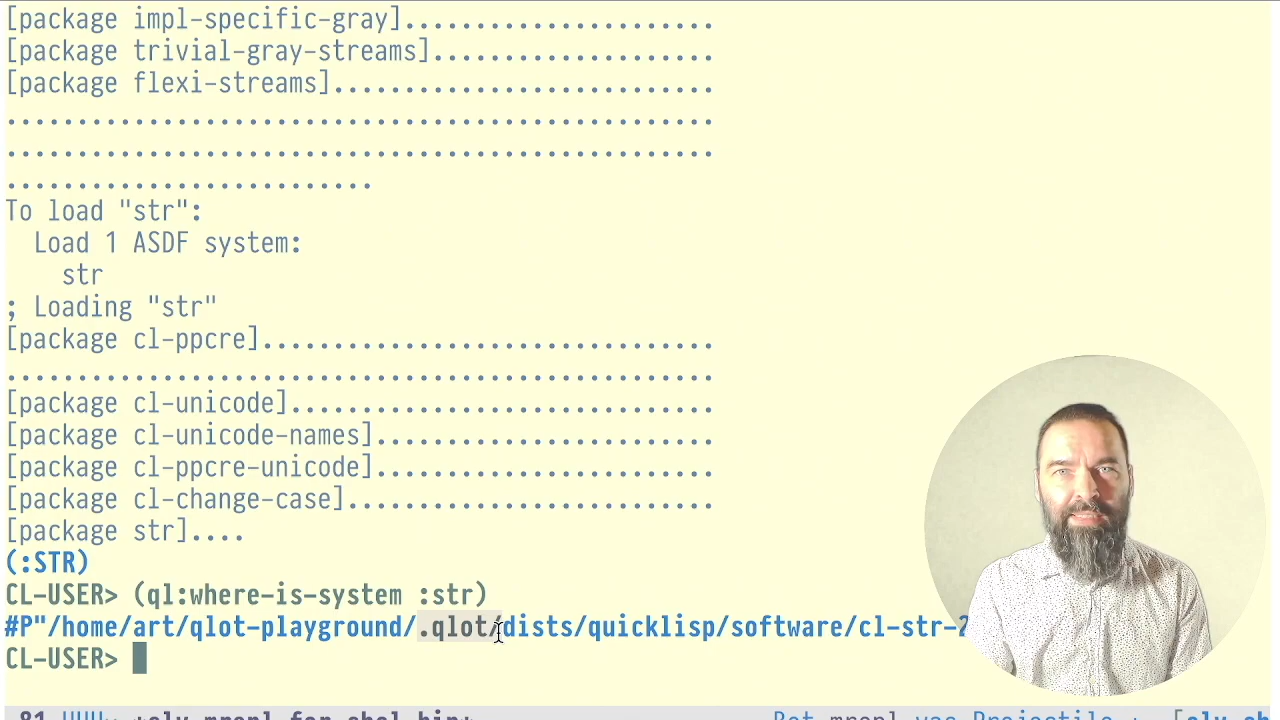 [package impl-specific-gray]......................
[package trivial-gray-streams]....................
[package flexi-streams]...........................
..................................................
..................................................
..........................
To load "str":
Load 1 ASDF system:
str
; Loading "str"
[package cl-ppcre]................................
..................................................
[package cl-unicode]..............................
[package cl-unicode-names]........................
[package cl-ppcre-unicode]........................
[package cl-change-case]..........................
[package str]....
(:STR)
CL-USER> (ql:where-is-system :str)
#P"/home/art/qlot-playground/.qlot/dists/quicklisp/software/cl-str-2
CL-USER>